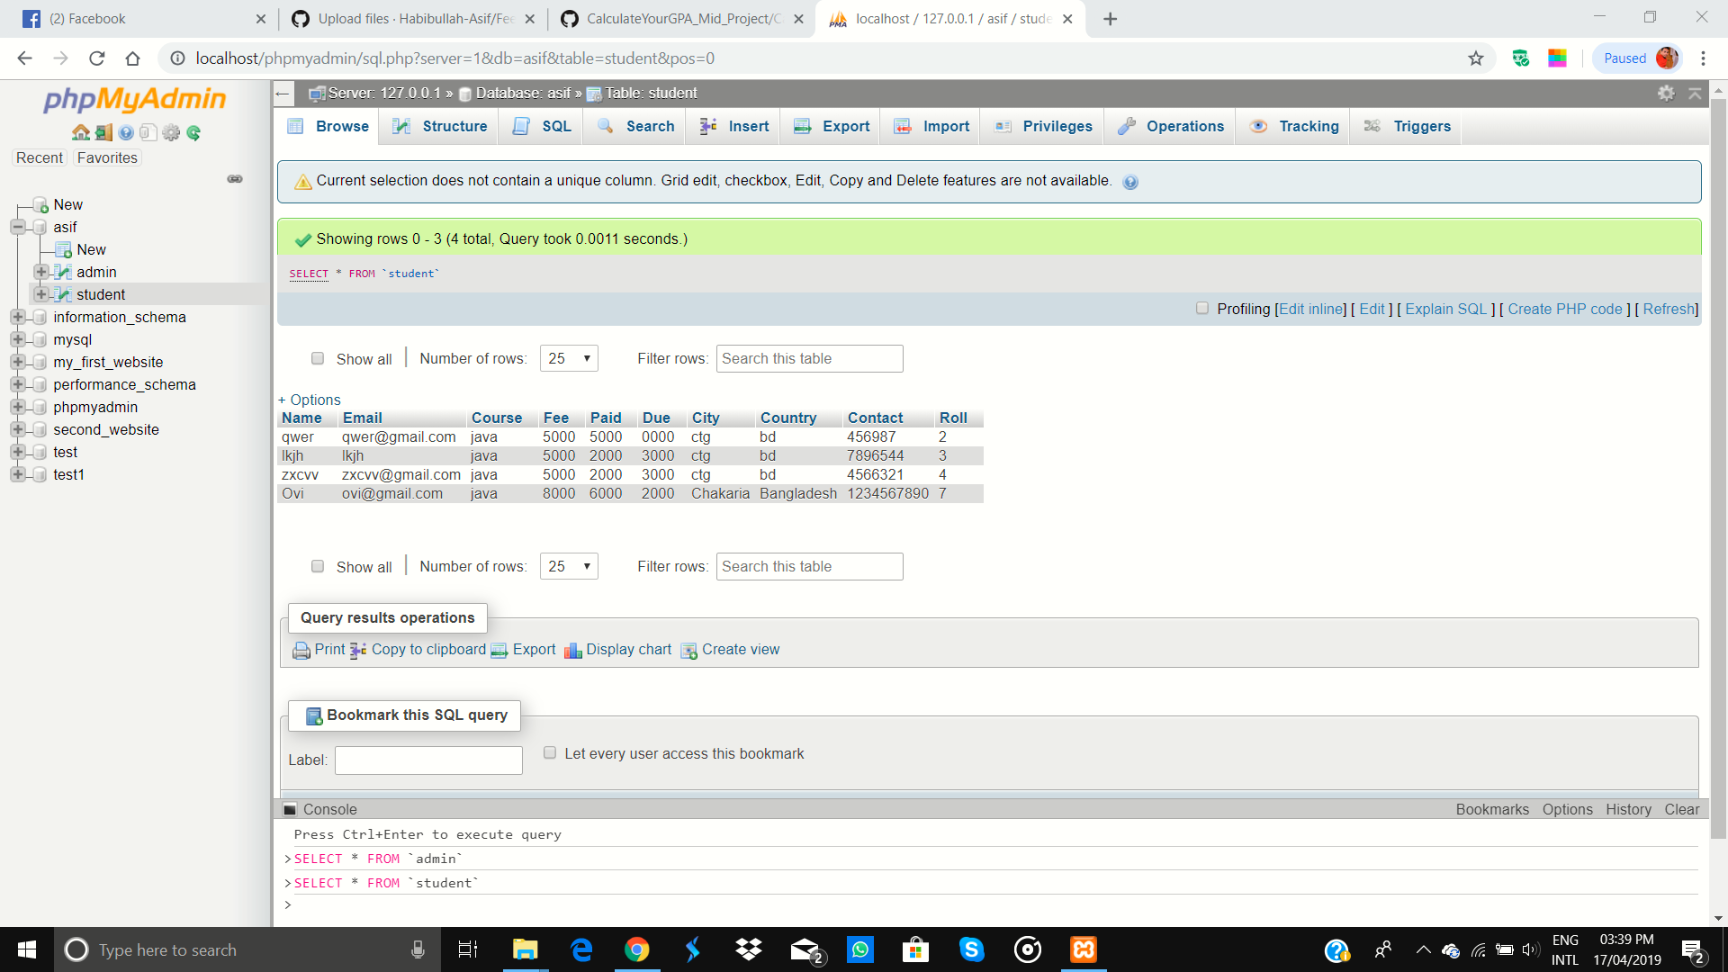 (2) Facebook
Upload files · Habibullah-Asif/Fee
CalculateYourGPA_Mid_Project/C
localhost / 127.0.0.1 / asif / stude
localhost/phpmyadmin/sql.php?server=1&db=asif&table=student&pos=0
Paused
phpMyAdmin
Recent Favorites
New
asif
New
admin
student
information_schema
mysql
my_first_website
performance_schema
phpmyadmin
second_website
test
test1
Server: 127.0.0.1 » Database: asif » Table: student
Browse Structure SQL Search Insert Export Import Privileges Operations Tracking Triggers
Current selection does not contain a unique column. Grid edit, checkbox, Edit, Copy and Delete features are not available.
Showing rows 0 - 3 (4 total, Query took 0.0011 seconds.)
SELECT * FROM `student`
Profiling [Edit inline] [ Edit ] [ Explain SQL ] [ Create PHP code ] [ Refresh]
Show all | Number of rows: 25 Filter rows: Search this table
+ Options
Name Email Course Fee Paid Due City Country Contact Roll
qwer qwer@gmail.com java 5000 5000 0000 ctg bd 456987 2
lkjh lkjh java 5000 2000 3000 ctg bd 7896544 3
zxcvv zxcvv@gmail.com java 5000 2000 3000 ctg bd 4566321 4
Ovi ovi@gmail.com java 8000 6000 2000 Chakaria Bangladesh 1234567890 7
Show all | Number of rows: 25 Filter rows: Search this table
Query results operations
Print Copy to clipboard Export Display chart Create view
Bookmark this SQL query
Label: Let every user access this bookmark
Console Bookmarks Options History Clear
Press Ctrl+Enter to execute query
>SELECT * FROM `admin`
>SELECT * FROM `student`
>
Type here to search
2
ENG 03:39 PM
INTL 17/04/2019
2